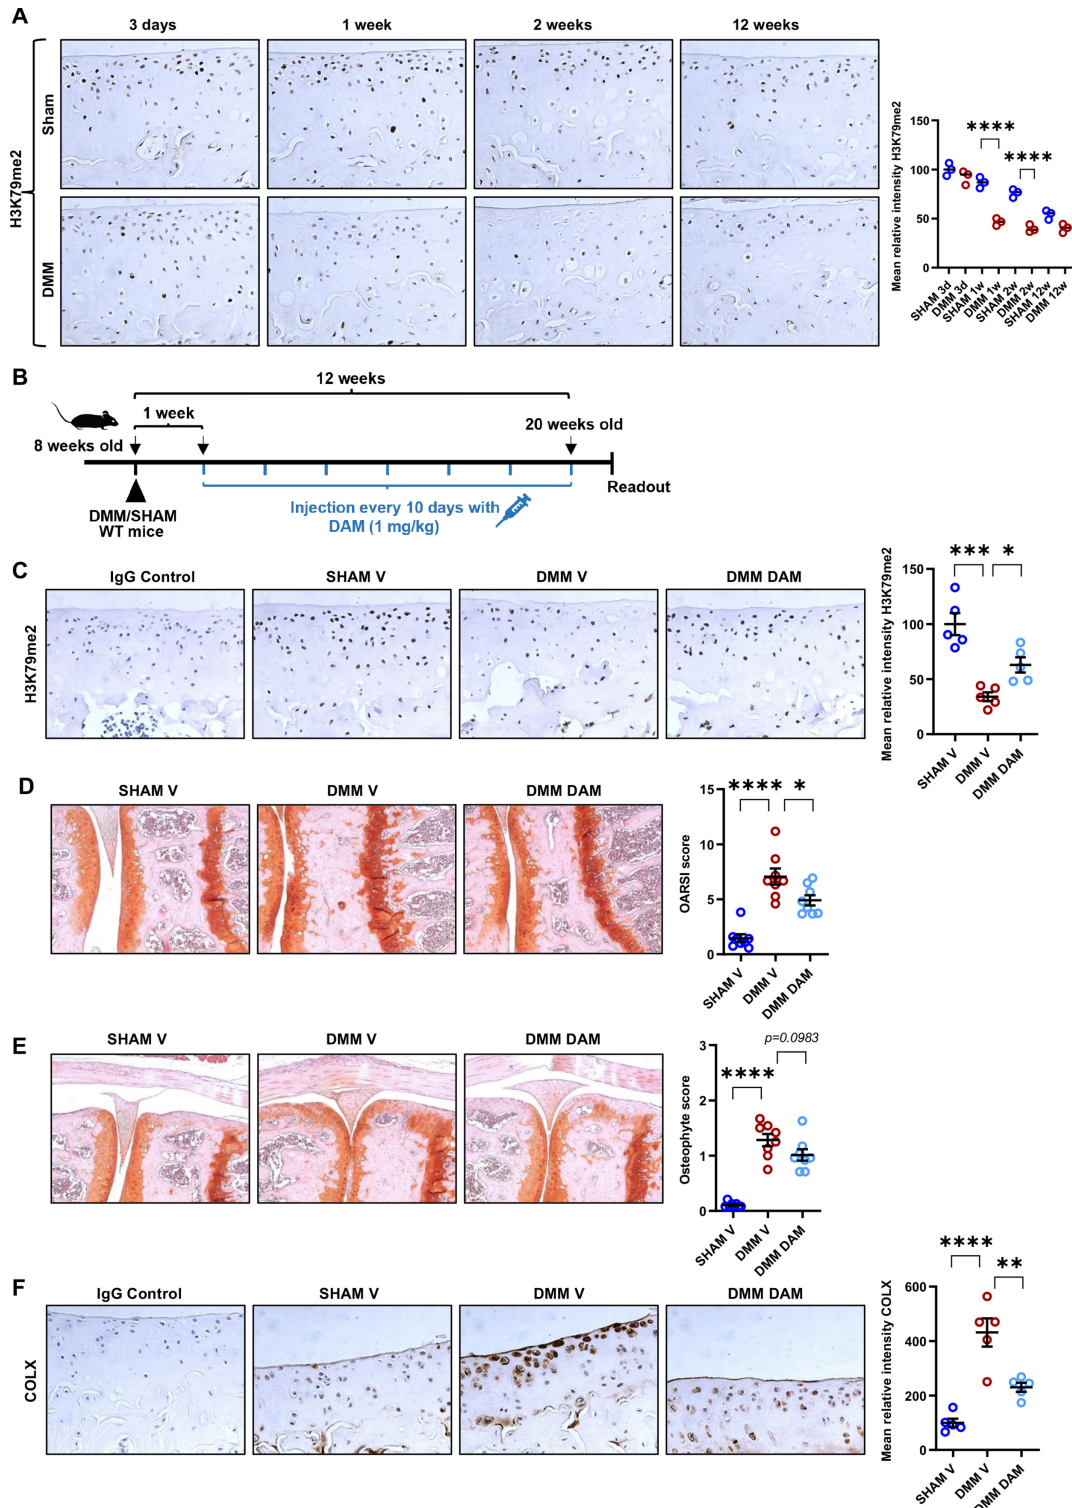 A
3 days
1 week
2 weeks
12 weeks
H3K79me2
Sham
DMM
Mean relative intensity H3K79me2
150
100
50
0
****
****
SHAM 3d
DMM 3d
SHAM 1w
DMM 1w
SHAM 2w
DMM 2w
SHAM 12w
DMM 12w
B
12 weeks
1 week
8 weeks old
20 weeks old
Readout
DMM/SHAM
WT mice
Injection every 10 days with
DAM (1 mg/kg)
C
IgG Control
SHAM V
DMM V
DMM DAM
H3K79me2
Mean relative intensity H3K79me2
150
100
50
0
***
*
SHAM V
DMM V
DMM DAM
D
SHAM V
DMM V
DMM DAM
OARSI score
15
10
5
0
****
*
SHAM V
DMM V
DMM DAM
E
SHAM V
DMM V
DMM DAM
Osteophyte score
3
2
1
0
****
p=0.0983
SHAM V
DMM V
DMM DAM
F
IgG Control
SHAM V
DMM V
DMM DAM
COLX
Mean relative intensity COLX
600
400
200
0
****
**
SHAM V
DMM V
DMM DAM